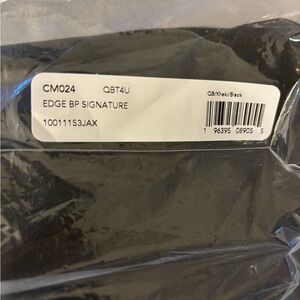 CM024 QBT4U
EDGE BP SIGNATURE
10011153JAX
QB/Khaki/Black
1 96395 08905 5